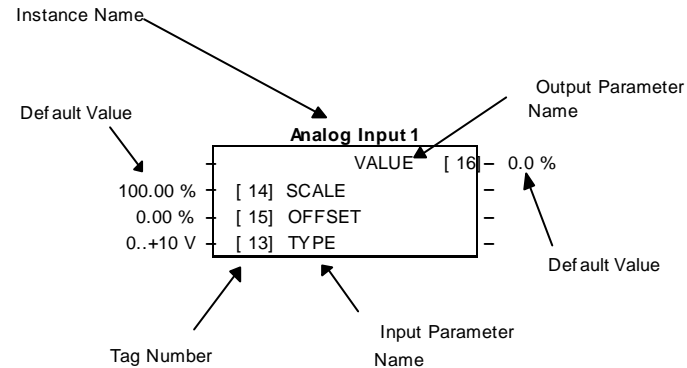 Instance Name
Output Parameter
Name
Default Value
Analog Input 1
VALUE [ 16] 0.0 %
100.00 % [ 14] SCALE
0.00 % [ 15] OFFSET
0..+10 V [ 13] TYPE
Default Value
Input Parameter
Name
Tag Number